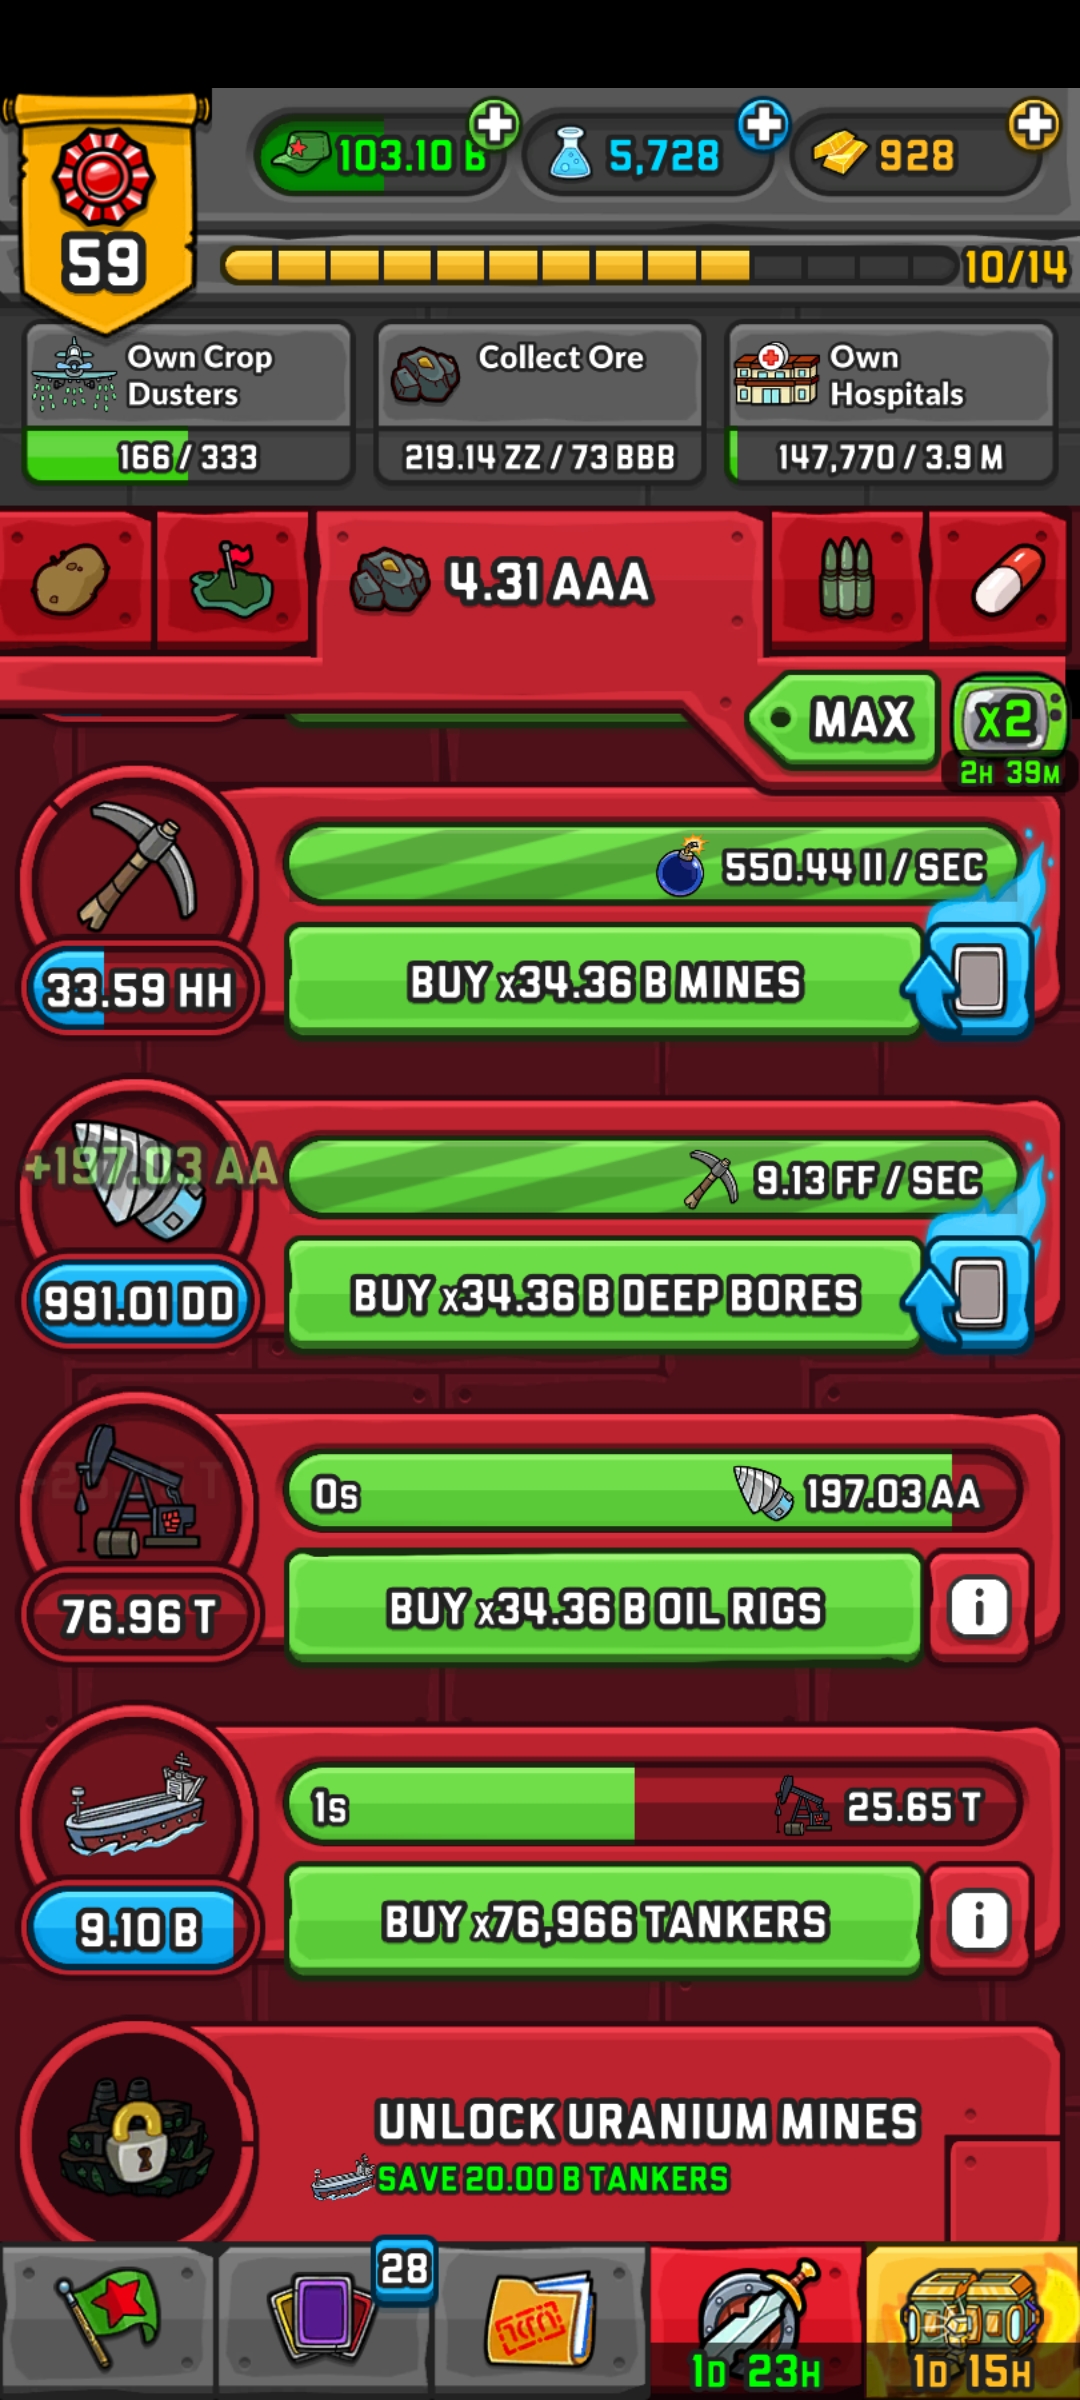 103.10 B
5,728
928
59
10/14
Own Crop
Dusters
166 / 333
Collect Ore
219.14 ZZ / 73 BBB
Own
Hospitals
147,770 / 3.9 M
4.31 AAA
MAX
x2
2H 39M
550.44 II / SEC
33.59 HH
BUY x34.36 B MINES
+197.03 AA
9.13 FF / SEC
991.01 DD
BUY x34.36 B DEEP BORES
0s
197.03 AA
76.96 T
BUY x34.36 B OIL RIGS
i
1s
25.65 T
9.10 B
BUY x76,966 TANKERS
i
UNLOCK URANIUM MINES
SAVE 20.00 B TANKERS
28
1D 23H
1D 15H